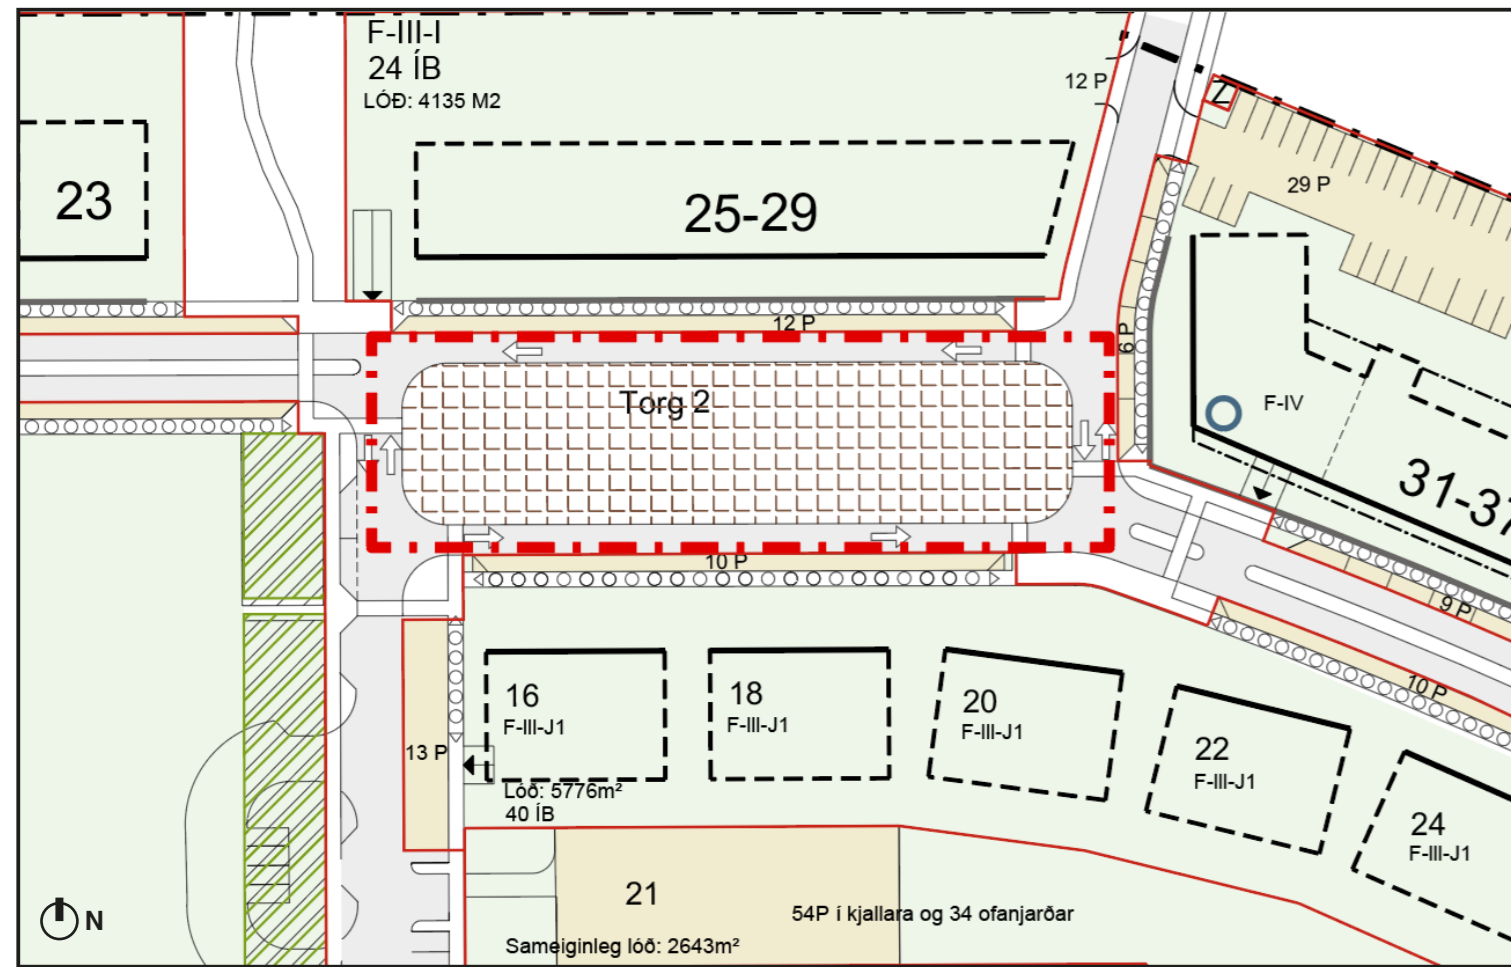 F-III-I
24 ÍB
LÓÐ: 4135 M2
12 P
Z
29 P
23
25-29
12 P
6 P
Torg 2
F-IV
31-37
10 P
9 P
10 P
16
F-III-J1
18
F-III-J1
20
F-III-J1
22
F-III-J1
24
F-III-J1
13 P
Lóð: 5776m²
40 ÍB
21
54P í kjallara og 34 ofanjarðar
Sameiginleg lóð: 2643m²
N